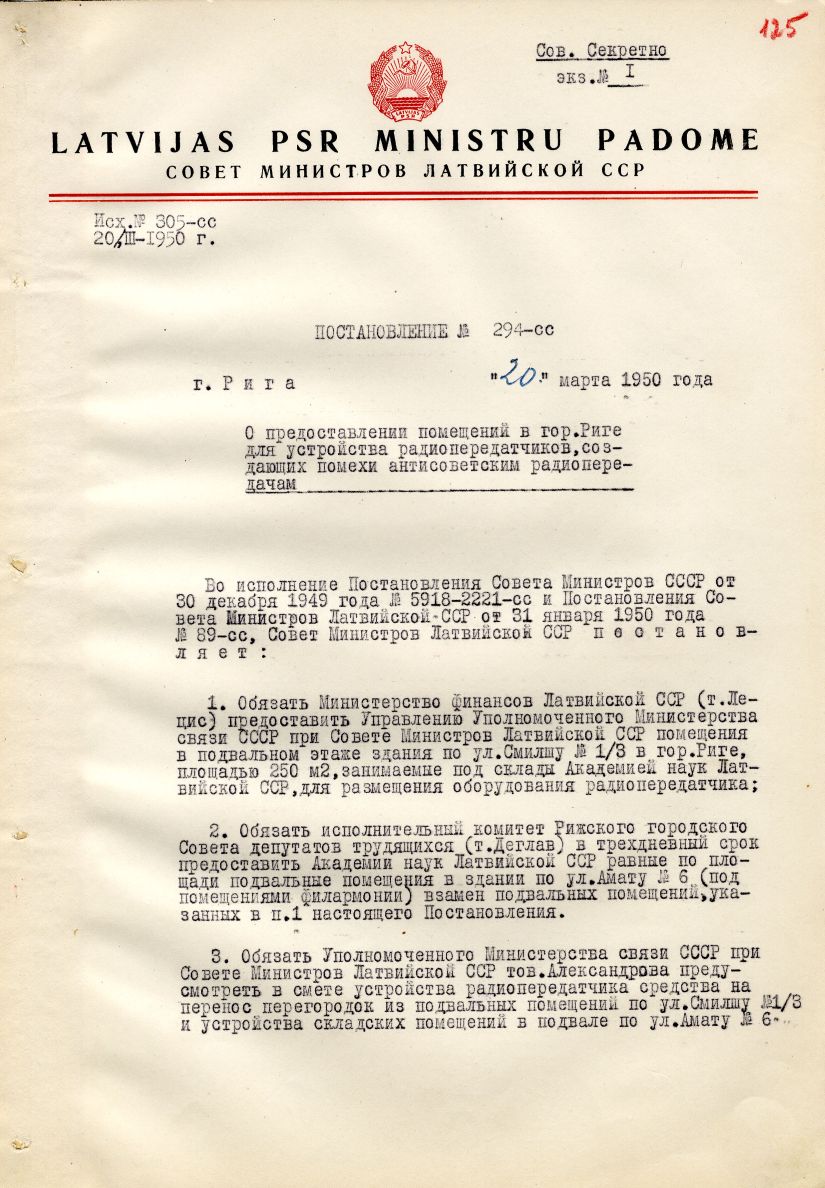 125
Сов. Секретно
экз.№ I
LATVIJAS PSR MINISTRU PADOME
СОВЕТ МИНИСТРОВ ЛАТВИЙСКОЙ ССР
Исх.№ 305-сс
20/III-1950 г.
ПОСТАНОВЛЕНИЕ № 294-сс
г. Р и г а "20." марта 1950 года
О предоставлении помещений в гор.Риге
для устройства радиопередатчиков,соз-
дающих помехи антисоветским радиопере-
дачам
Во исполнение Постановления Совета Министров СССР от
30 декабря 1949 года № 5918-2221-сс и Постановления Со-
вета Министров Латвийской ССР от 31 января 1950 года
№ 89-сс, Совет Министров Латвийской ССР п о с т а н о в-
л я е т :
1. Обязать Министерство финансов Латвийской ССР (т.Ле-
цис) предоставить Управлению Уполномоченного Министерства
связи СССР при Совете Министров Латвийской ССР помещения
в подвальном этаже здания по ул.Смилшу № 1/3 в гор.Риге,
площадью 250 м2,занимаемые под склады Академией наук Лат-
вийской ССР,для размещения оборудования радиопередатчика;
2. Обязать исполнительный комитет Рижского городского
Совета депутатов трудящихся (т.Деглав) в трехдневный срок
предоставить Академии наук Латвийской ССР равные по пло-
щади подвальные помещения в здании по ул.Амату № 6 (под
помещениями филармонии) взамен подвальных помещений,ука-
занных в п.1 настоящего Постановления.
3. Обязать Уполномоченного Министерства связи СССР при
Совете Министров Латвийской ССР тов.Александрова преду-
смотреть в смете устройства радиопередатчика средства на
перенос перегородок из подвальных помещений по ул.Смилшу №1/3
и устройства складских помещений в подвале по ул.Амату № 6.